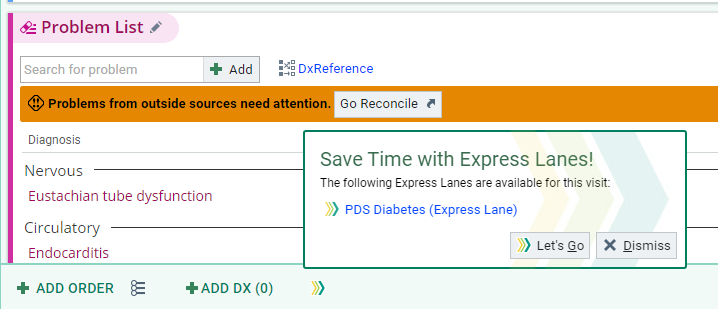 Problem List
Search for problem
Add
DxReference
Problems from outside sources need attention. Go Reconcile
Diagnosis
Nervous
Eustachian tube dysfunction
Circulatory
Endocarditis
Save Time with Express Lanes!
The following Express Lanes are available for this visit:
PDS Diabetes (Express Lane)
Let's Go
Dismiss
ADD ORDER
ADD DX (0)